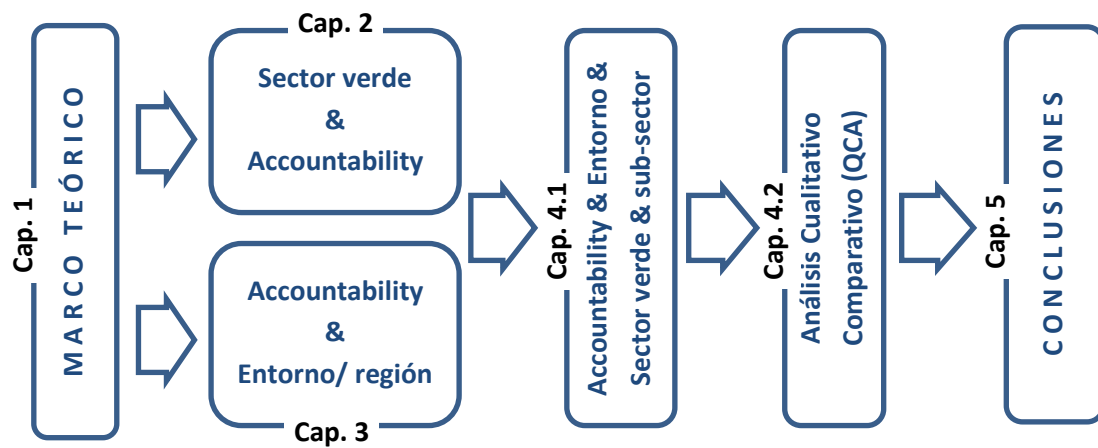 Cap. 1
MARCO TEÓRICO
Cap. 2
Sector verde
&
Accountability
Accountability
&
Entorno/ región
Cap. 3
Cap. 4.1
Accountability & Entorno &
Sector verde & sub-sector
Cap. 4.2
Análisis Cualitativo
Comparativo (QCA)
Cap. 5
CONCLUSIONES